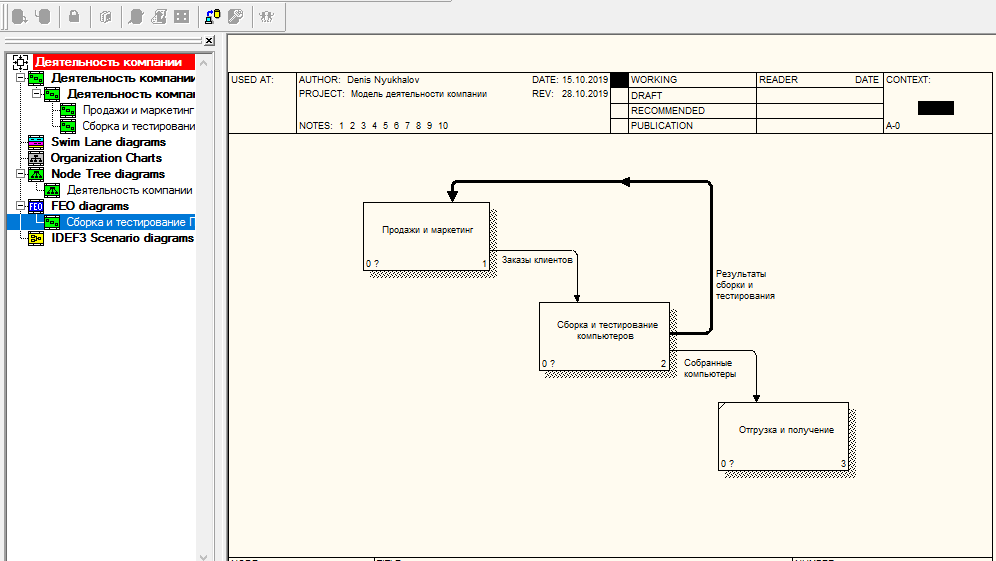 Деятельность компании
Деятельность компани
Деятельность компа
Продажи и маркетинг
Сборка и тестировани
Swim Lane diagrams
Organization Charts
Node Tree diagrams
Деятельность компании
FEO diagrams
FEO
Сборка и тестирование
IDEF3 Scenario diagrams
USED AT:
AUTHOR: Denis Nyukhalov
DATE: 15.10.2019
PROJECT: Модель деятельности компании
REV: 28.10.2019
NOTES: 1 2 3 4 5 6 7 8 9 10
WORKING
DRAFT
RECOMMENDED
PUBLICATION
READER DATE
CONTEXT:
A-0
Продажи и маркетинг
0 ? 1
Заказы клиентов
Результаты
сборки и
тестирования
Сборка и тестирование
компьютеров
0 ? 2
Собранные
компьютеры
Отгрузка и получение
0 ? 3